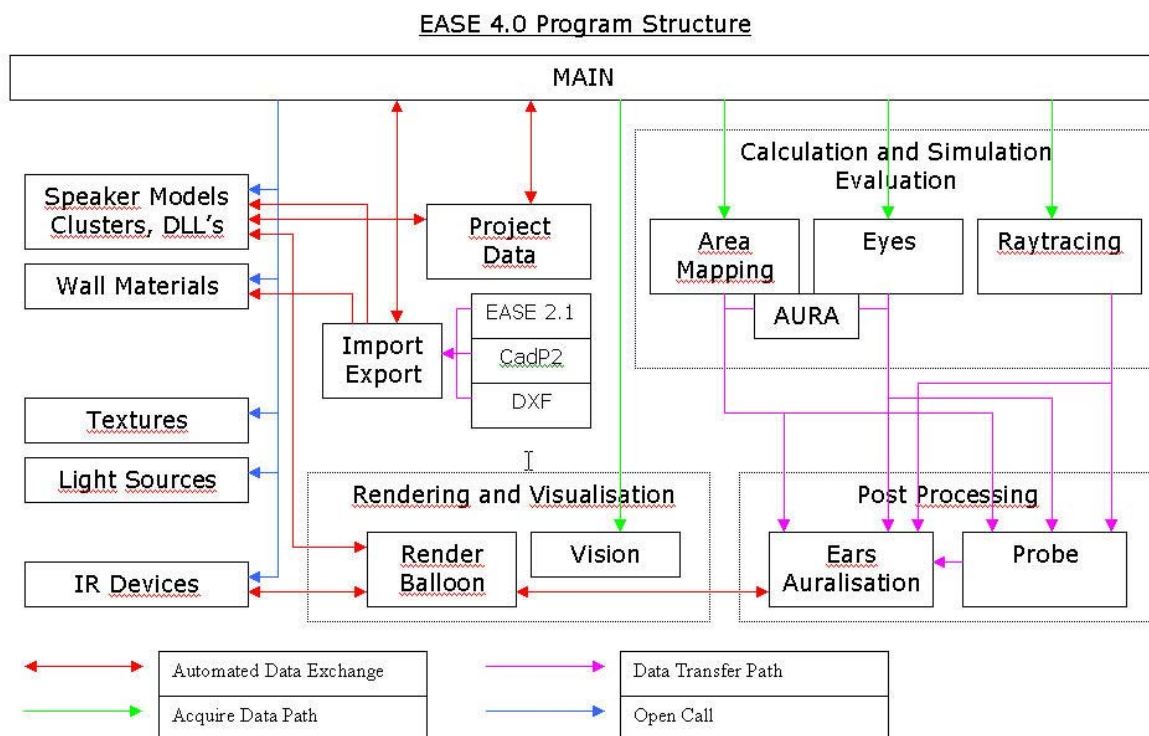 EASE 4.0 Program Structure
MAIN
Calculation and Simulation
Evaluation
Speaker Models
Clusters, DLL's
Project
Data
Area
Mapping
Eyes
Raytracing
Wall Materials
AURA
EASE 2.1
CadP2
DXF
Import
Export
Textures
Light Sources
Rendering and Visualisation
Post Processing
Render
Balloon
Vision
Ears
Auralisation
Probe
IR Devices
Automated Data Exchange
Data Transfer Path
Acquire Data Path
Open Call